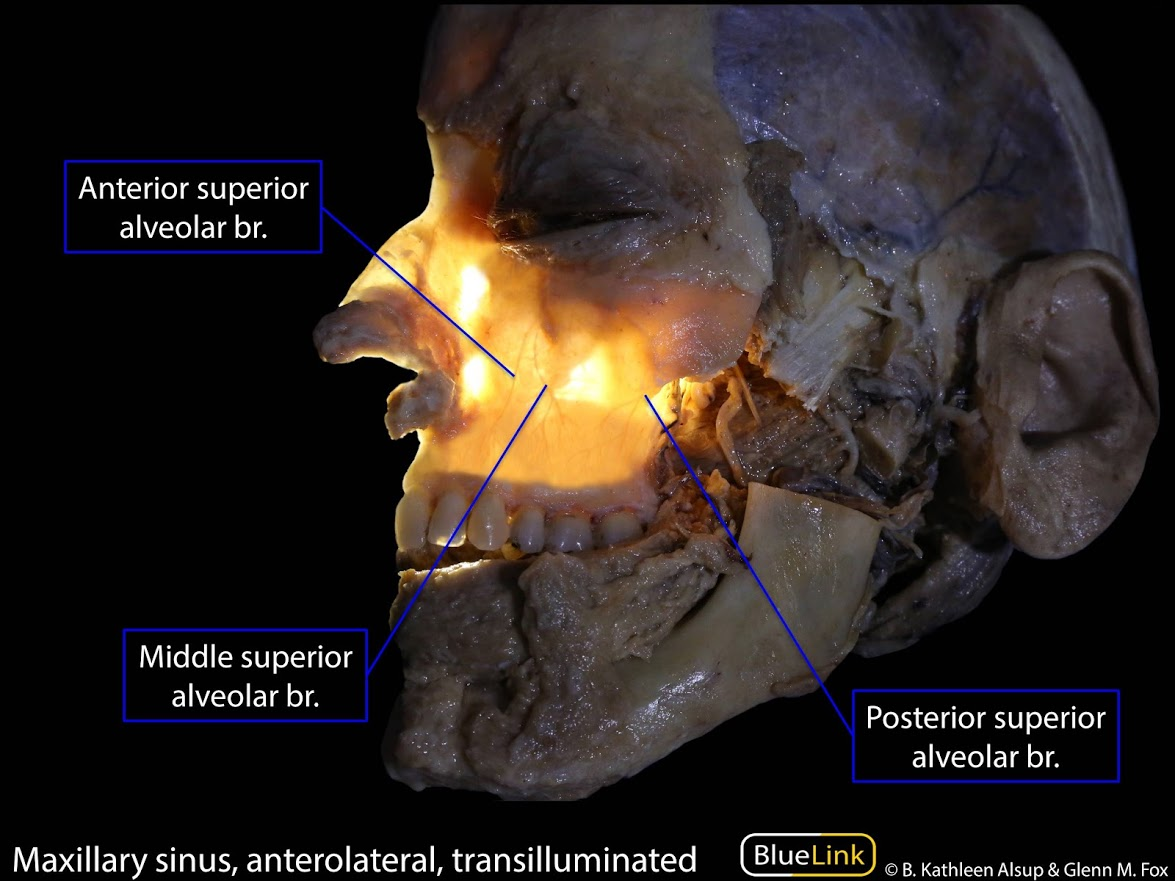 Anterior superior
alveolar br.
Middle superior
alveolar br.
Posterior superior
alveolar br.
Maxillary sinus, anterolateral, transilluminated
BlueLink
© B. Kathleen Alsup & Glenn M. Fox